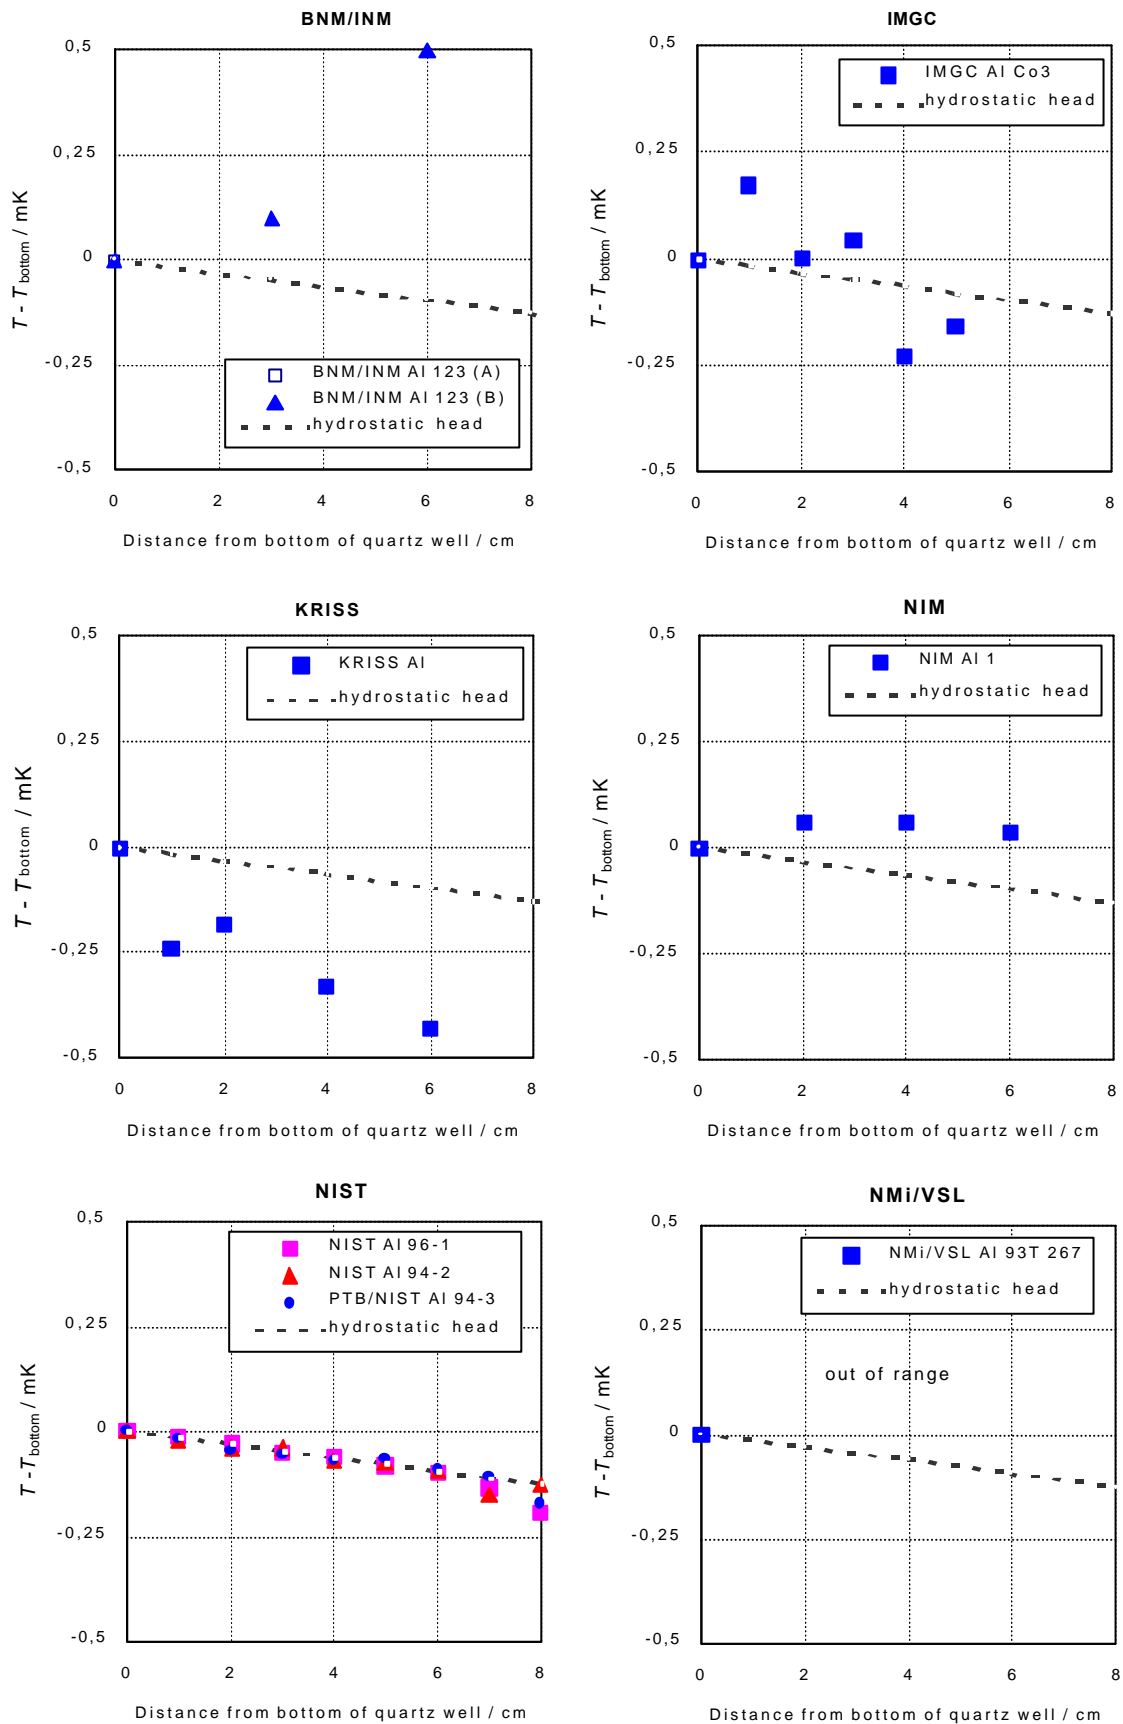 BNM/INM
0,5
0,25
0
-0,25
-0,5
T - Tbottom / mK
BNM/INM Al 123 (A)
BNM/INM Al 123 (B)
hydrostatic head
0 2 4 6 8
Distance from bottom of quartz well / cm
IMGC
0,5
0,25
0
-0,25
-0,5
T - Tbottom / mK
IMGC Al Co3
hydrostatic head
0 2 4 6 8
Distance from bottom of quartz well / cm
KRISS
0,5
0,25
0
-0,25
-0,5
T - Tbottom / mK
KRISS Al
hydrostatic head
0 2 4 6 8
Distance from bottom of quartz well / cm
NIM
0,5
0,25
0
-0,25
-0,5
T - Tbottom / mK
NIM Al 1
hydrostatic head
0 2 4 6 8
Distance from bottom of quartz well / cm
NIST
0,5
0,25
0
-0,25
-0,5
T - Tbottom / mK
NIST Al 96-1
NIST Al 94-2
PTB/NIST Al 94-3
hydrostatic head
0 2 4 6 8
Distance from bottom of quartz well / cm
NMi/VSL
0,5
0,25
0
-0,25
-0,5
T - Tbottom / mK
NMi/VSL Al 93T 267
hydrostatic head
out of range
0 2 4 6 8
Distance from bottom of quartz well / cm